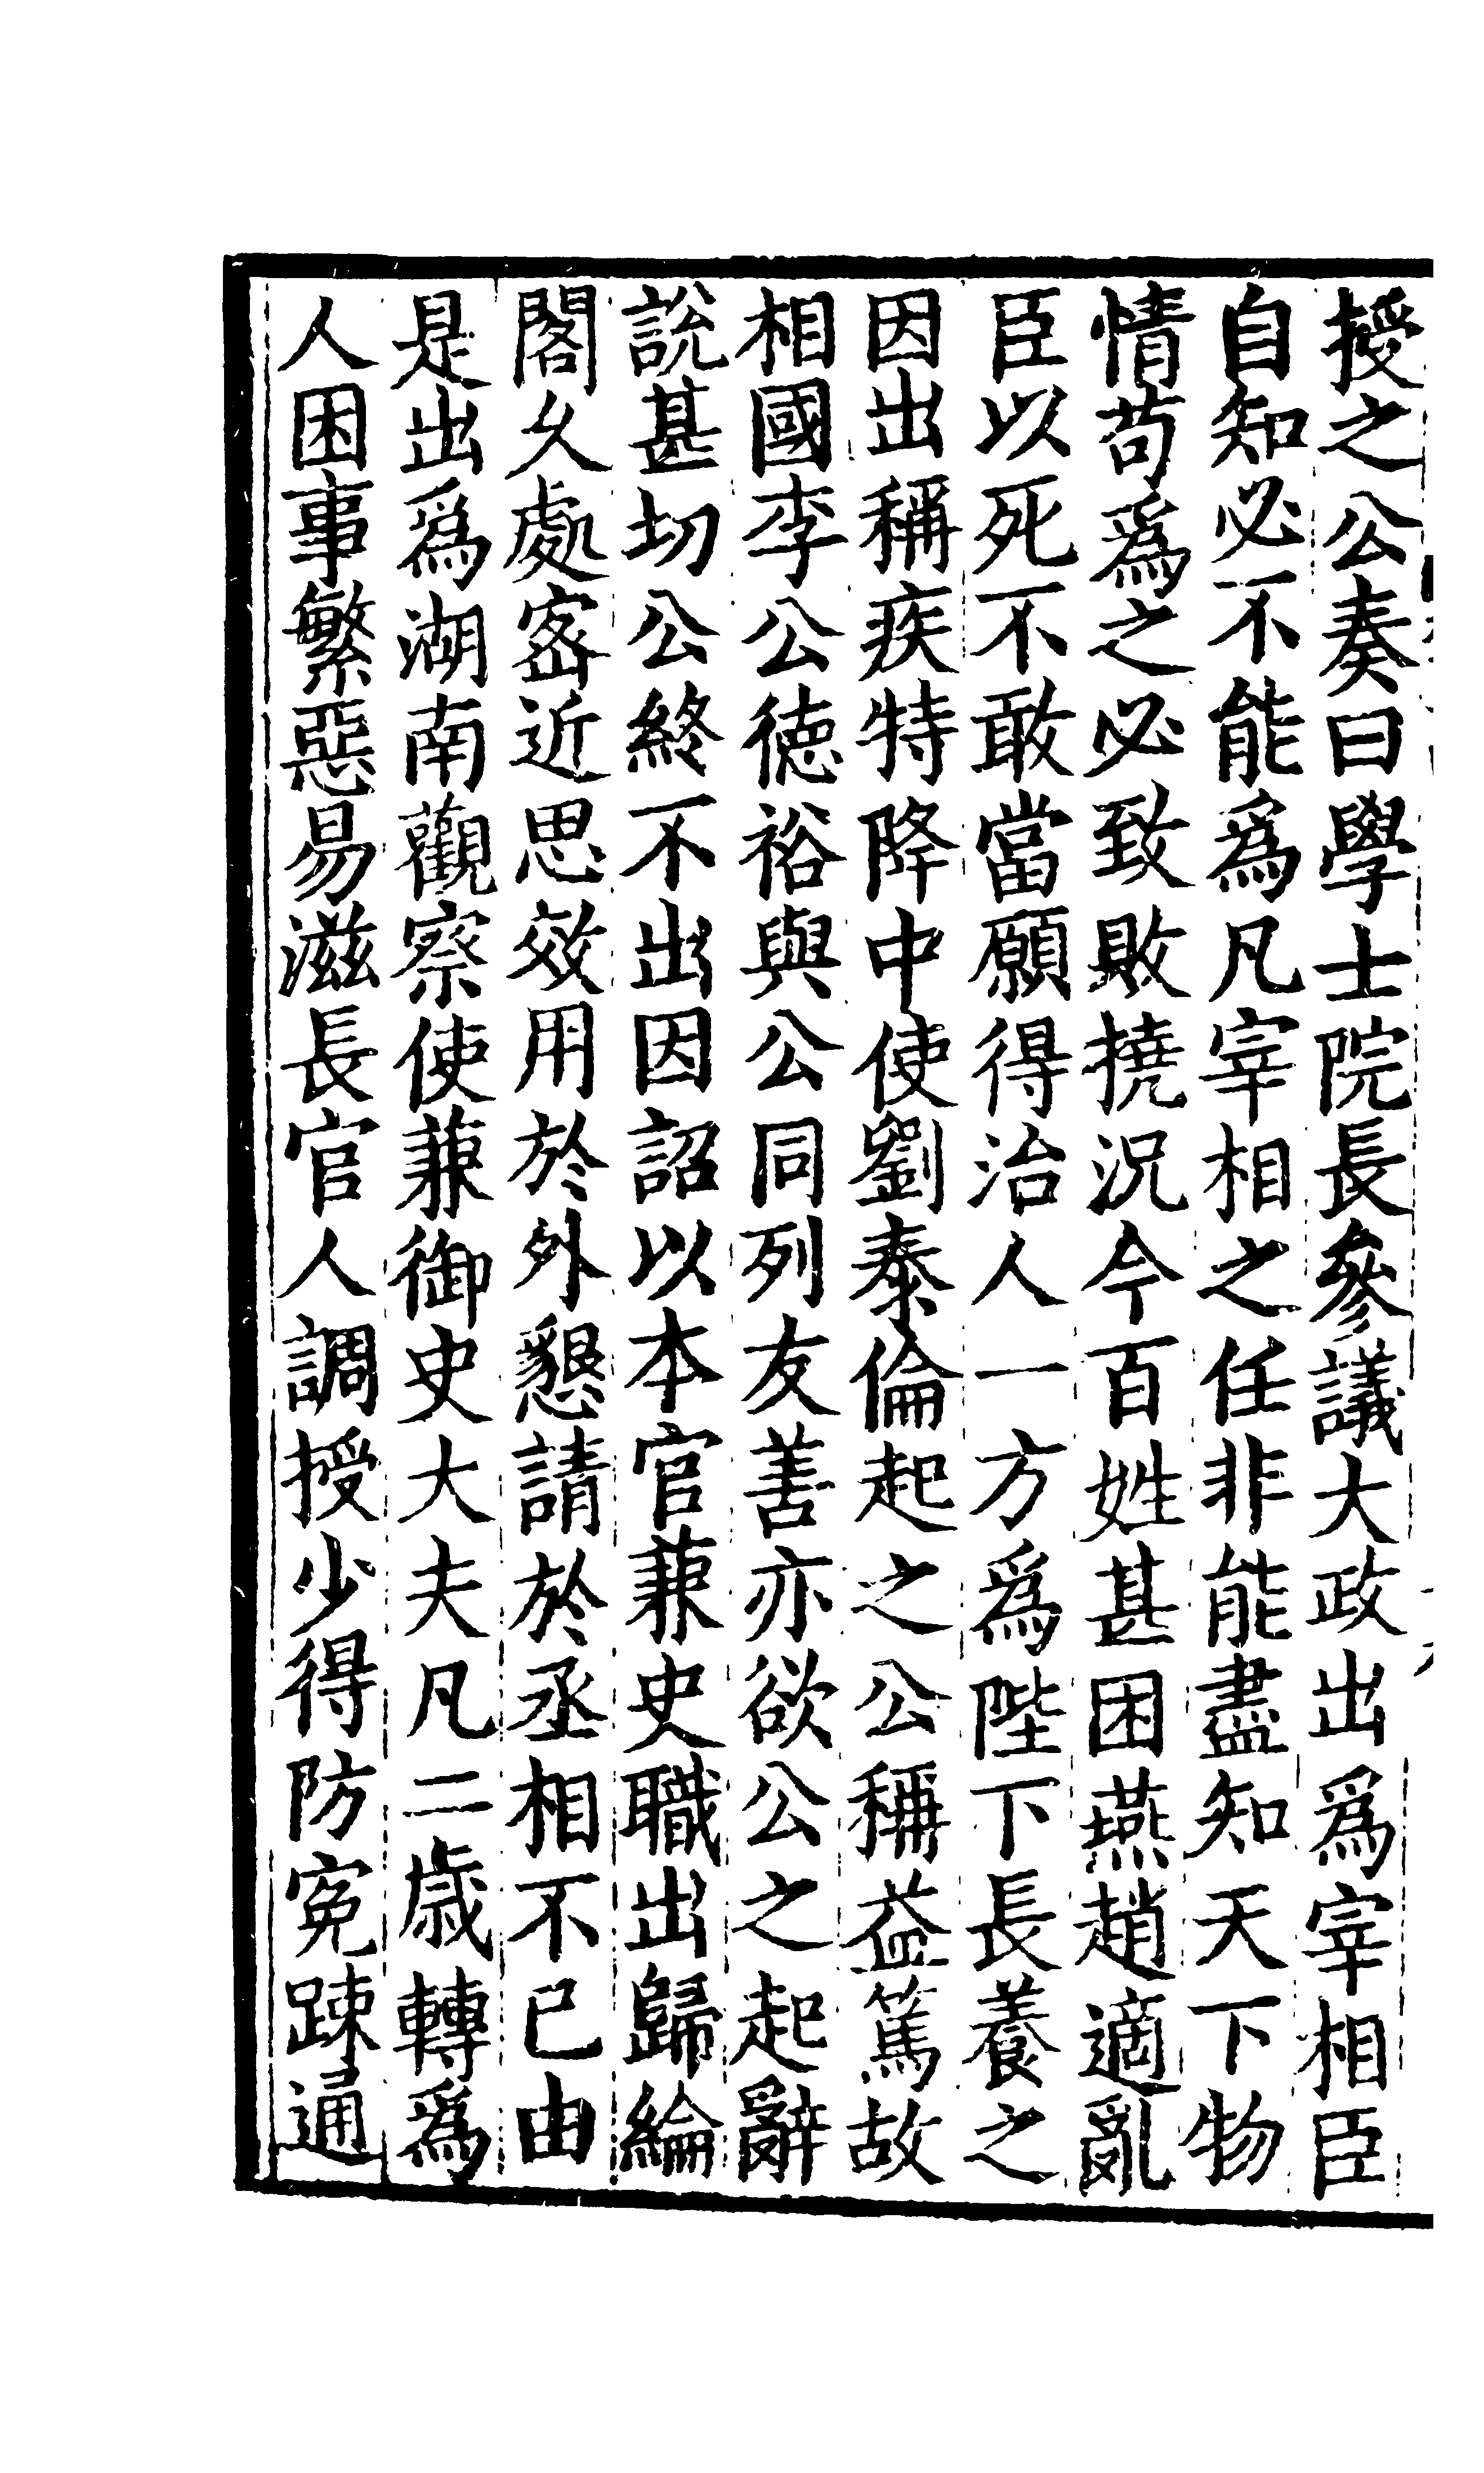 授之公奏曰學士院長參議大政出爲宰相臣
自知必不能爲凡宰相之任非能盡知天下物
情苟爲之必致敗撓況今百姓甚困燕趙適亂
臣以死不敢當願得治人一方爲陛下長養之
因出稱疾特降中使劉泰倫起之公稱益篤故
相國李公德裕與公同列友善亦欲公之起辭
說甚切公終不出因詔以本官兼史職出歸綸
閣久處密近思效用於外懇請於丞相不已由
是出爲湖南觀察使兼御史大夫凡二歲轉爲
人困事繁惡易滋長官人調授少得防寃踈通